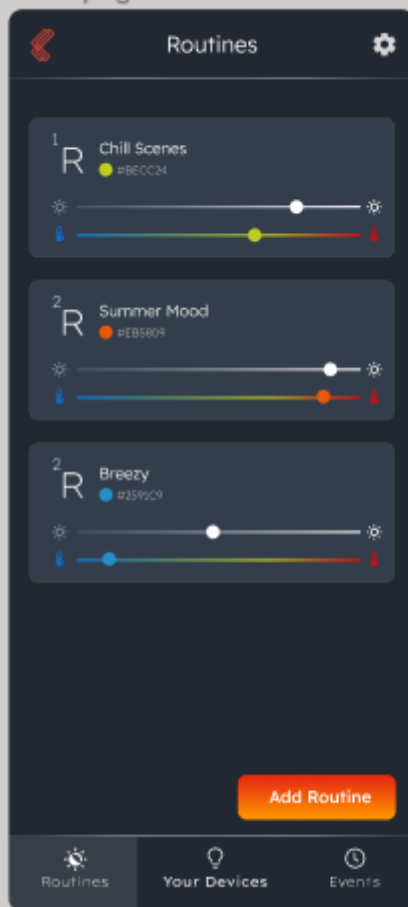 Routines
1
R
Chill Scenes
#BECC24
2
R
Summer Mood
#EB5809
2
R
Breezy
#2591C9
Add Routine
Routines
Your Devices
Events